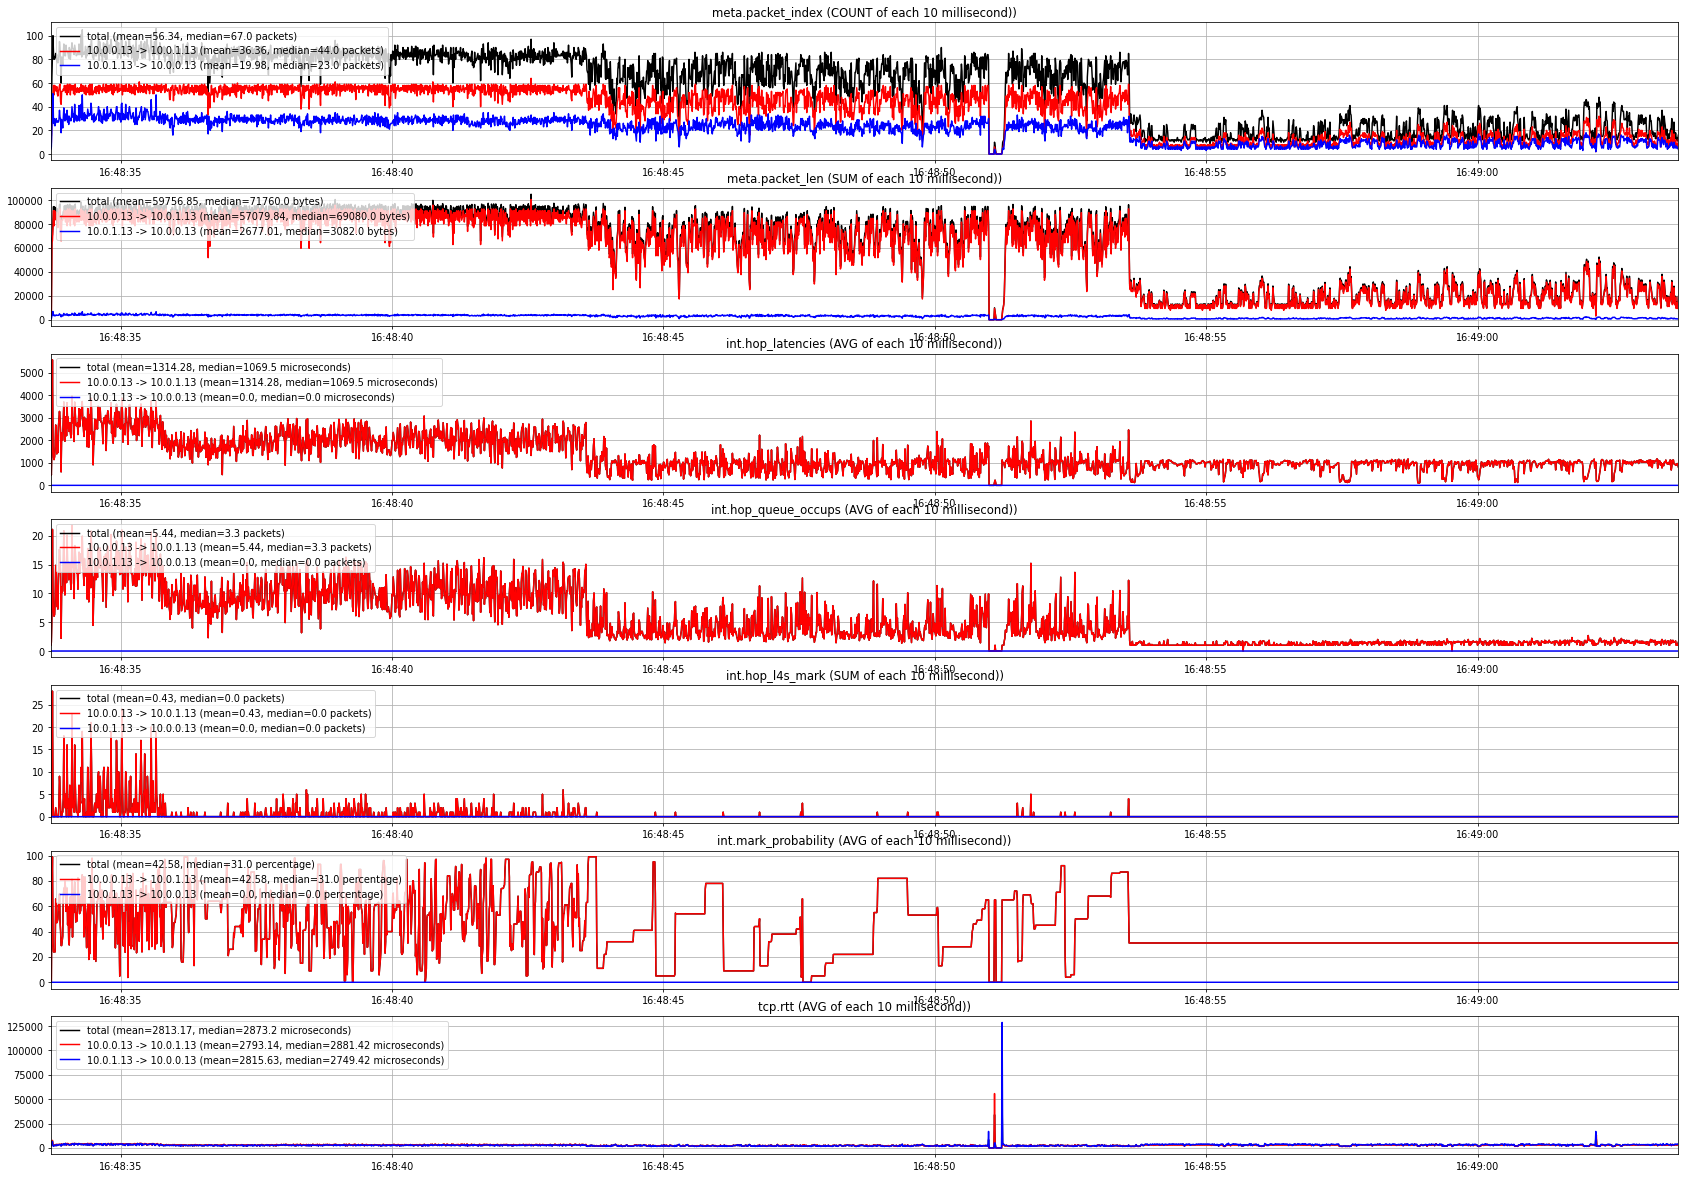 meta.packet_index (COUNT of each 10 millisecond))
total (mean=56.34, median=67.0 packets)
10.0.0.13 -> 10.0.1.13 (mean=36.36, median=44.0 packets)
10.0.1.13 -> 10.0.0.13 (mean=19.98, median=23.0 packets)
100
80
60
40
20
0
16:48:35 16:48:40 16:48:45 16:48:50 16:48:55 16:49:00
meta.packet_len (SUM of each 10 millisecond))
total (mean=59756.85, median=71760.0 bytes)
10.0.0.13 -> 10.0.1.13 (mean=57079.84, median=69080.0 bytes)
10.0.1.13 -> 10.0.0.13 (mean=2677.01, median=3082.0 bytes)
100000
80000
60000
40000
20000
0
16:48:35 16:48:40 16:48:45 16:48:50 16:48:55 16:49:00
int.hop_latencies (AVG of each 10 millisecond))
total (mean=1314.28, median=1069.5 microseconds)
10.0.0.13 -> 10.0.1.13 (mean=1314.28, median=1069.5 microseconds)
10.0.1.13 -> 10.0.0.13 (mean=0.0, median=0.0 microseconds)
5000
4000
3000
2000
1000
0
16:48:35 16:48:40 16:48:45 16:48:50 16:48:55 16:49:00
int.hop_queue_occups (AVG of each 10 millisecond))
total (mean=5.44, median=3.3 packets)
10.0.0.13 -> 10.0.1.13 (mean=5.44, median=3.3 packets)
10.0.1.13 -> 10.0.0.13 (mean=0.0, median=0.0 packets)
20
15
10
5
0
16:48:35 16:48:40 16:48:45 16:48:50 16:48:55 16:49:00
int.hop_l4s_mark (SUM of each 10 millisecond))
total (mean=0.43, median=0.0 packets)
10.0.0.13 -> 10.0.1.13 (mean=0.43, median=0.0 packets)
10.0.1.13 -> 10.0.0.13 (mean=0.0, median=0.0 packets)
25
20
15
10
5
0
16:48:35 16:48:40 16:48:45 16:48:50 16:48:55 16:49:00
int.mark_probability (AVG of each 10 millisecond))
total (mean=42.58, median=31.0 percentage)
10.0.0.13 -> 10.0.1.13 (mean=42.58, median=31.0 percentage)
10.0.1.13 -> 10.0.0.13 (mean=0.0, median=0.0 percentage)
100
80
60
40
20
0
16:48:35 16:48:40 16:48:45 16:48:50 16:48:55 16:49:00
tcp.rtt (AVG of each 10 millisecond))
total (mean=2813.17, median=2873.2 microseconds)
10.0.0.13 -> 10.0.1.13 (mean=2793.14, median=2881.42 microseconds)
10.0.1.13 -> 10.0.0.13 (mean=2815.63, median=2749.42 microseconds)
125000
100000
75000
50000
25000
0
16:48:35 16:48:40 16:48:45 16:48:50 16:48:55 16:49:00